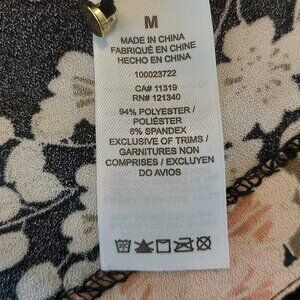 M
MADE IN CHINA
FABRIQUÉ EN CHINE
HECHO EN CHINA
100023722
CA# 11319
RN# 121340
94% POLYESTER /
POLIÉSTER
6% SPANDEX
EXCLUSIVE OF TRIMS /
GARNITURES NON
COMPRISES / EXCLUYEN
DO AVIOS